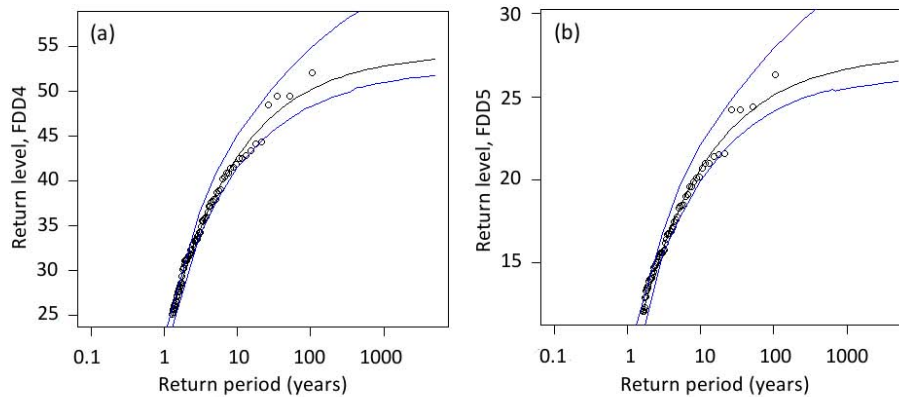 (a)
Return level, FDD4
55
50
45
40
35
30
25
0.1 1 10 100 1000
Return period (years)
(b)
Return level, FDD5
30
25
20
15
0.1 1 10 100 1000
Return period (years)